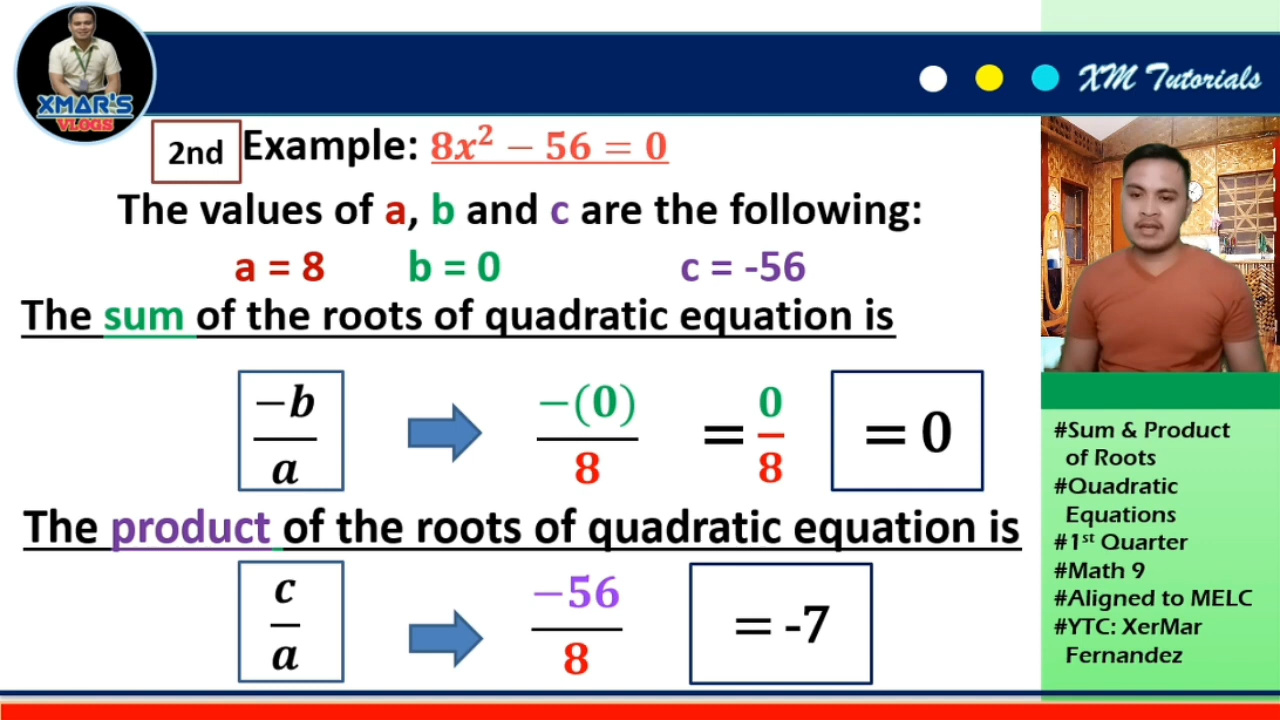 XMAR'S
VLOGS
XM Tutorials
2nd Example: 8x² − 56 = 0
The values of a, b and c are the following:
a = 8 b = 0 c = -56
The sum of the roots of quadratic equation is
−b/a −(0)/8 = 0/8 = 0
The product of the roots of quadratic equation is
c/a −56/8 = -7
#Sum & Product
of Roots
#Quadratic
Equations
#1st Quarter
#Math 9
#Aligned to MELC
#YTC: XerMar
Fernandez